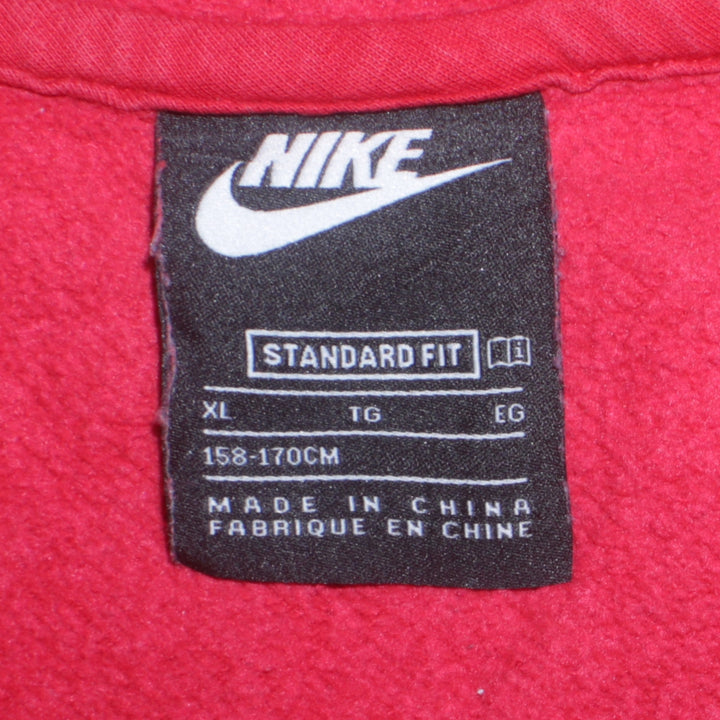 NIKE
STANDARD FIT i
XL TG EG
158-170CM
MADE IN CHINA
FABRIQUE EN CHINE